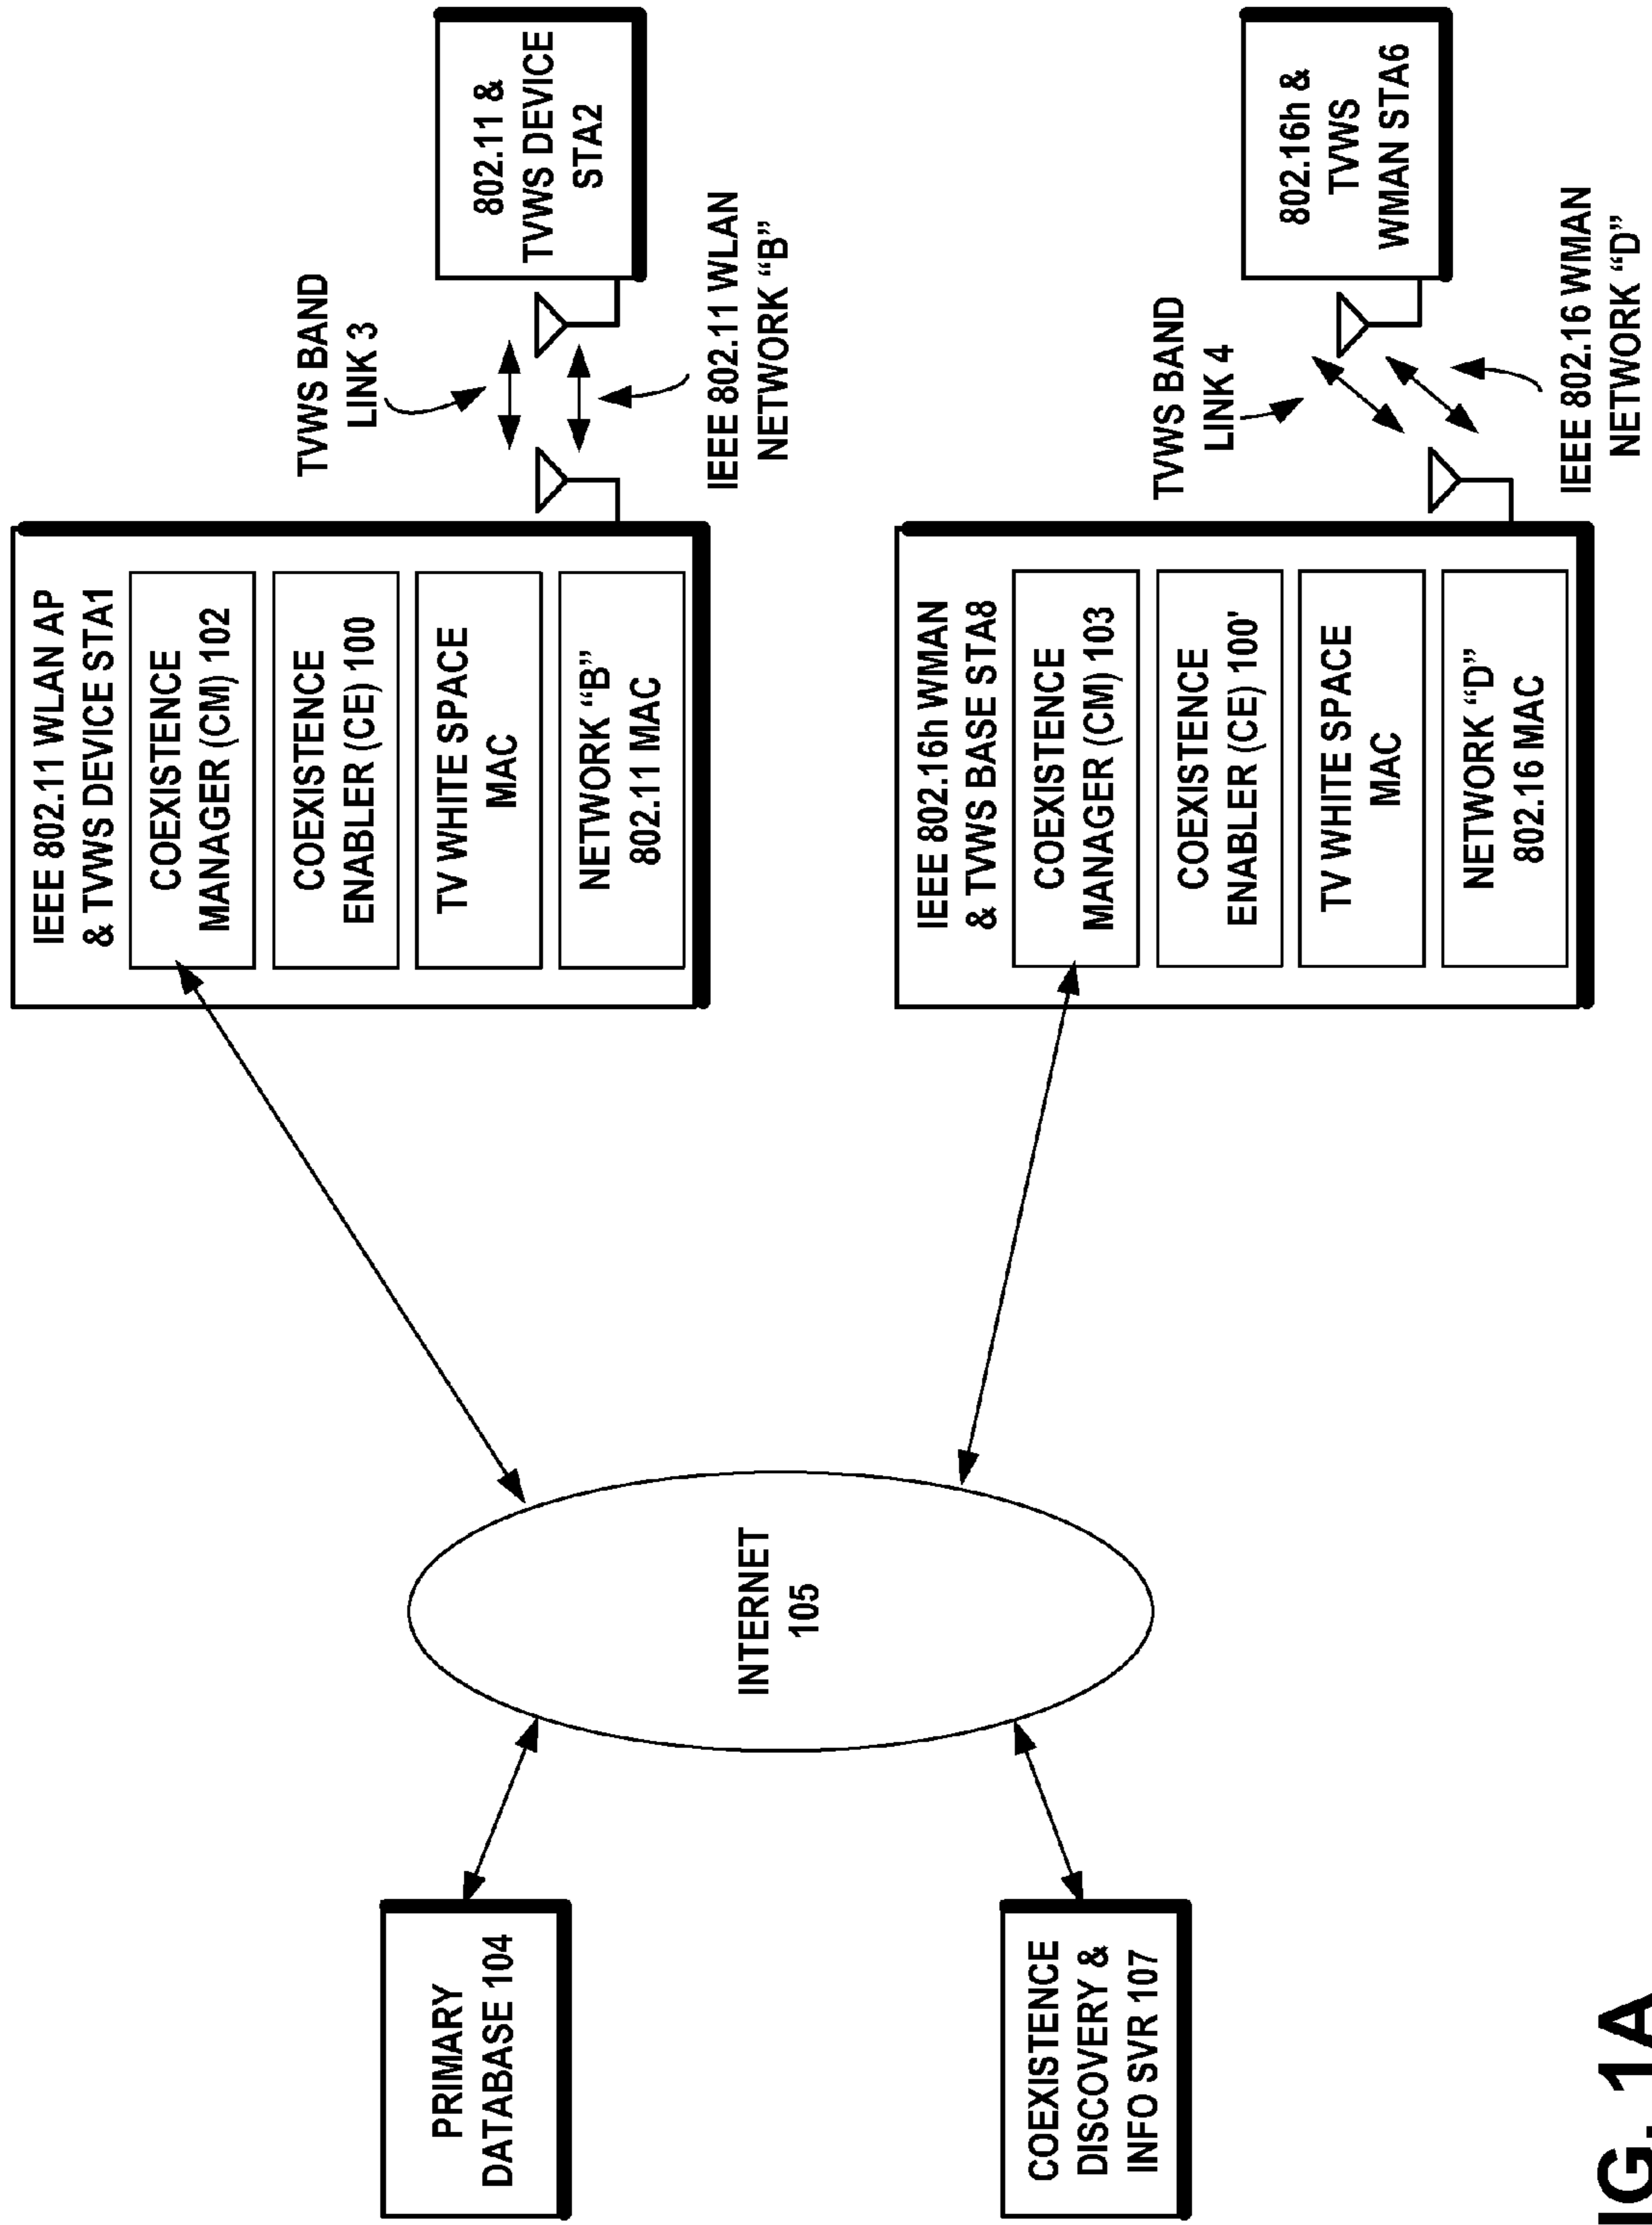 PRIMARY
DATABASE 104
COEXISTENCE
DISCOVERY &
INFO SVR 107
INTERNET
105
IEEE 802.11 WLAN AP
& TVWS DEVICE STA1
COEXISTENCE
MANAGER (CM) 102
COEXISTENCE
ENABLER (CE) 100
TV WHITE SPACE
MAC
NETWORK “B”
802.11 MAC
TVWS BAND
LINK 3
IEEE 802.11 WLAN
NETWORK “B”
802.11 &
TVWS DEVICE
STA2
IEEE 802.16h WMAN
& TVWS BASE STA8
COEXISTENCE
MANAGER (CM) 103
COEXISTENCE
ENABLER (CE) 100'
TV WHITE SPACE
MAC
NETWORK “D”
802.16 MAC
TVWS BAND
LINK 4
IEEE 802.16 WMAN
NETWORK “D”
802.16h &
TVWS
WMAN STA6
IG. 1A